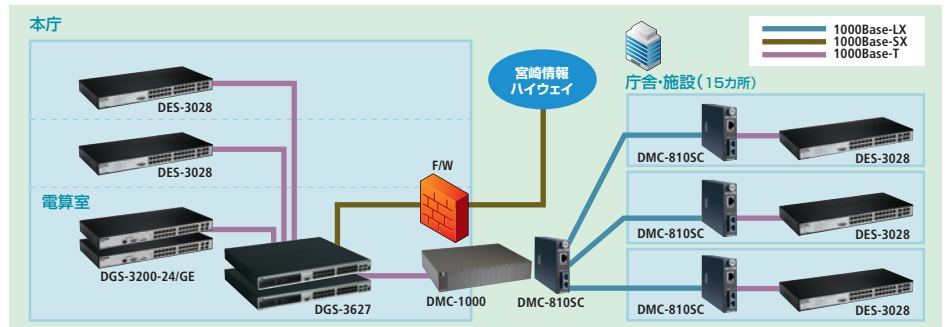 本庁
DES-3028
DES-3028
電算室
DGS-3200-24/GE
DGS-3627
F/W
DMC-1000
宮崎情報
ハイウェイ
DMC-810SC
1000Base-LX
1000Base-SX
1000Base-T
庁舎・施設（15カ所）
DMC-810SC
DES-3028
DMC-810SC
DES-3028
DMC-810SC
DES-3028